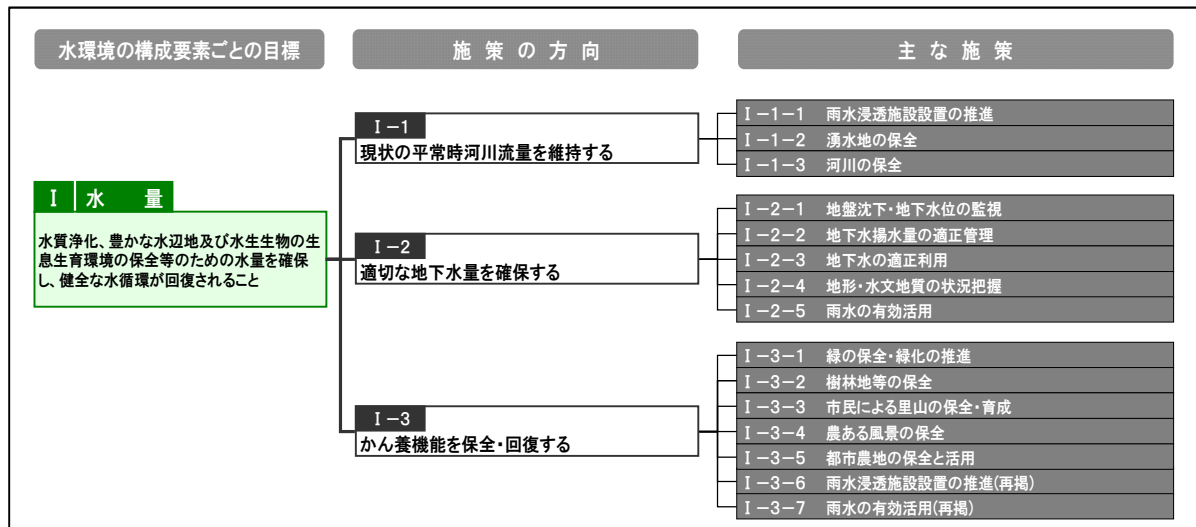 水環境の構成要素ごとの目標
施策の方向
主な施策
Ⅰ 水 量
水質浄化、豊かな水辺地及び水生生物の生
息生育環境の保全等のための水量を確保
し、健全な水循環が回復されること
Ⅰ-1
現状の平常時河川流量を維持する
Ⅰ-1-1 雨水浸透施設設置の推進
Ⅰ-1-2 湧水地の保全
Ⅰ-1-3 河川の保全
Ⅰ-2
適切な地下水量を確保する
Ⅰ-2-1 地盤沈下・地下水位の監視
Ⅰ-2-2 地下水揚水量の適正管理
Ⅰ-2-3 地下水の適正利用
Ⅰ-2-4 地形・水文地質の状況把握
Ⅰ-2-5 雨水の有効活用
Ⅰ-3
かん養機能を保全・回復する
Ⅰ-3-1 緑の保全・緑化の推進
Ⅰ-3-2 樹林地等の保全
Ⅰ-3-3 市民による里山の保全・育成
Ⅰ-3-4 農ある風景の保全
Ⅰ-3-5 都市農地の保全と活用
Ⅰ-3-6 雨水浸透施設設置の推進(再掲)
Ⅰ-3-7 雨水の有効活用(再掲)